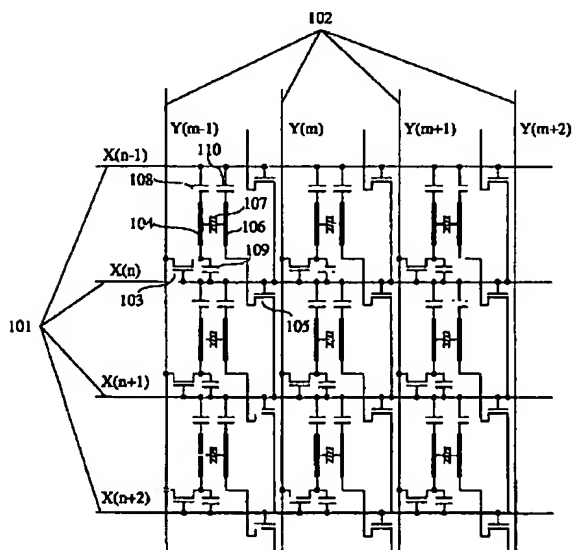 102
Y(m-1) Y(m) Y(m+1) Y(m+2)
X(n-1)
110
108
107
104
106
109
X(n)
103
105
101
X(n+1)
X(n+2)